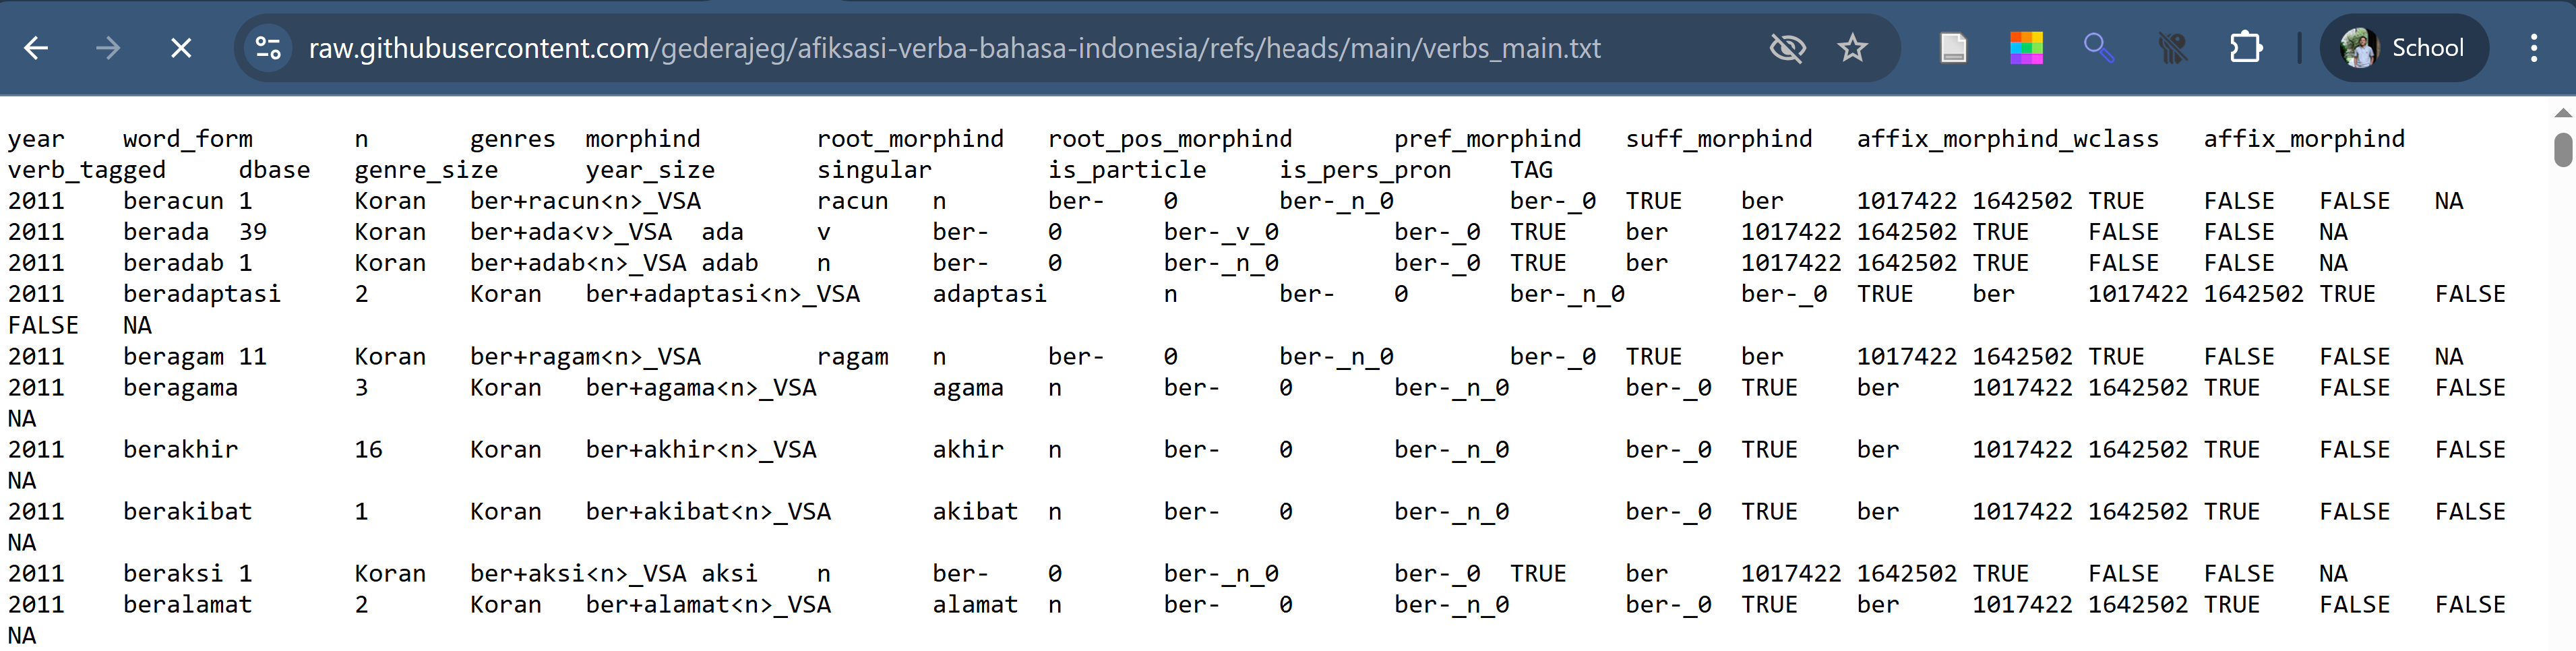 raw.githubusercontent.com/gederajeg/afiksasi-verba-bahasa-indonesia/refs/heads/main/verbs_main.txt School
year word_form n genres morphind root_morphind root_pos_morphind pref_morphind suff_morphind affix_morphind_wclass affix_morphind
verb_tagged dbase genre_size year_size singular is_particle is_pers_pron TAG
2011 beracun 1 Koran ber+racun<n>_VSA racun n ber- 0 ber-_n_0 ber-_0 TRUE ber 1017422 1642502 TRUE FALSE FALSE NA
2011 berada 39 Koran ber+ada<v>_VSA ada v ber- 0 ber-_v_0 ber-_0 TRUE ber 1017422 1642502 TRUE FALSE FALSE NA
2011 beradab 1 Koran ber+adab<n>_VSA adab n ber- 0 ber-_n_0 ber-_0 TRUE ber 1017422 1642502 TRUE FALSE FALSE NA
2011 beradaptasi 2 Koran ber+adaptasi<n>_VSA adaptasi n ber- 0 ber-_n_0 ber-_0 TRUE ber 1017422 1642502 TRUE FALSE
FALSE NA
2011 beragam 11 Koran ber+ragam<n>_VSA ragam n ber- 0 ber-_n_0 ber-_0 TRUE ber 1017422 1642502 TRUE FALSE FALSE NA
2011 beragama 3 Koran ber+agama<n>_VSA agama n ber- 0 ber-_n_0 ber-_0 TRUE ber 1017422 1642502 TRUE FALSE FALSE
NA
2011 berakhir 16 Koran ber+akhir<n>_VSA akhir n ber- 0 ber-_n_0 ber-_0 TRUE ber 1017422 1642502 TRUE FALSE FALSE
NA
2011 berakibat 1 Koran ber+akibat<n>_VSA akibat n ber- 0 ber-_n_0 ber-_0 TRUE ber 1017422 1642502 TRUE FALSE FALSE
NA
2011 beraksi 1 Koran ber+aksi<n>_VSA aksi n ber- 0 ber-_n_0 ber-_0 TRUE ber 1017422 1642502 TRUE FALSE FALSE NA
2011 beralamat 2 Koran ber+alamat<n>_VSA alamat n ber- 0 ber-_n_0 ber-_0 TRUE ber 1017422 1642502 TRUE FALSE FALSE
NA